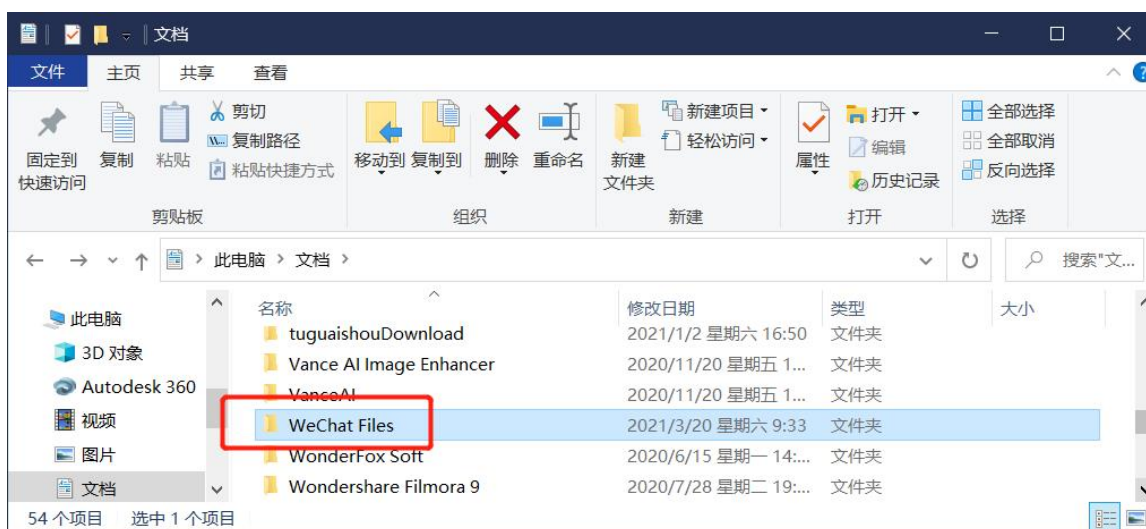 文档
文件 主页 共享 查看
固定到
快速访问
复制
粘贴
剪切
复制路径
粘贴快捷方式
剪贴板
移动到 复制到 删除 重命名
组织
新建
文件夹
新建项目
轻松访问
新建
属性
打开
编辑
历史记录
打开
全部选择
全部取消
反向选择
选择
此电脑 > 文档 >
搜索"文...
此电脑
3D 对象
Autodesk 360
视频
图片
文档
名称 修改日期 类型 大小
tuguaishouDownload 2021/1/2 星期六 16:50 文件夹
Vance AI Image Enhancer 2020/11/20 星期五 1... 文件夹
VanceAI 2020/11/20 星期五 1... 文件夹
WeChat Files 2021/3/20 星期六 9:33 文件夹
WonderFox Soft 2020/6/15 星期一 14:... 文件夹
Wondershare Filmora 9 2020/7/28 星期二 19:... 文件夹
54 个项目 选中 1 个项目